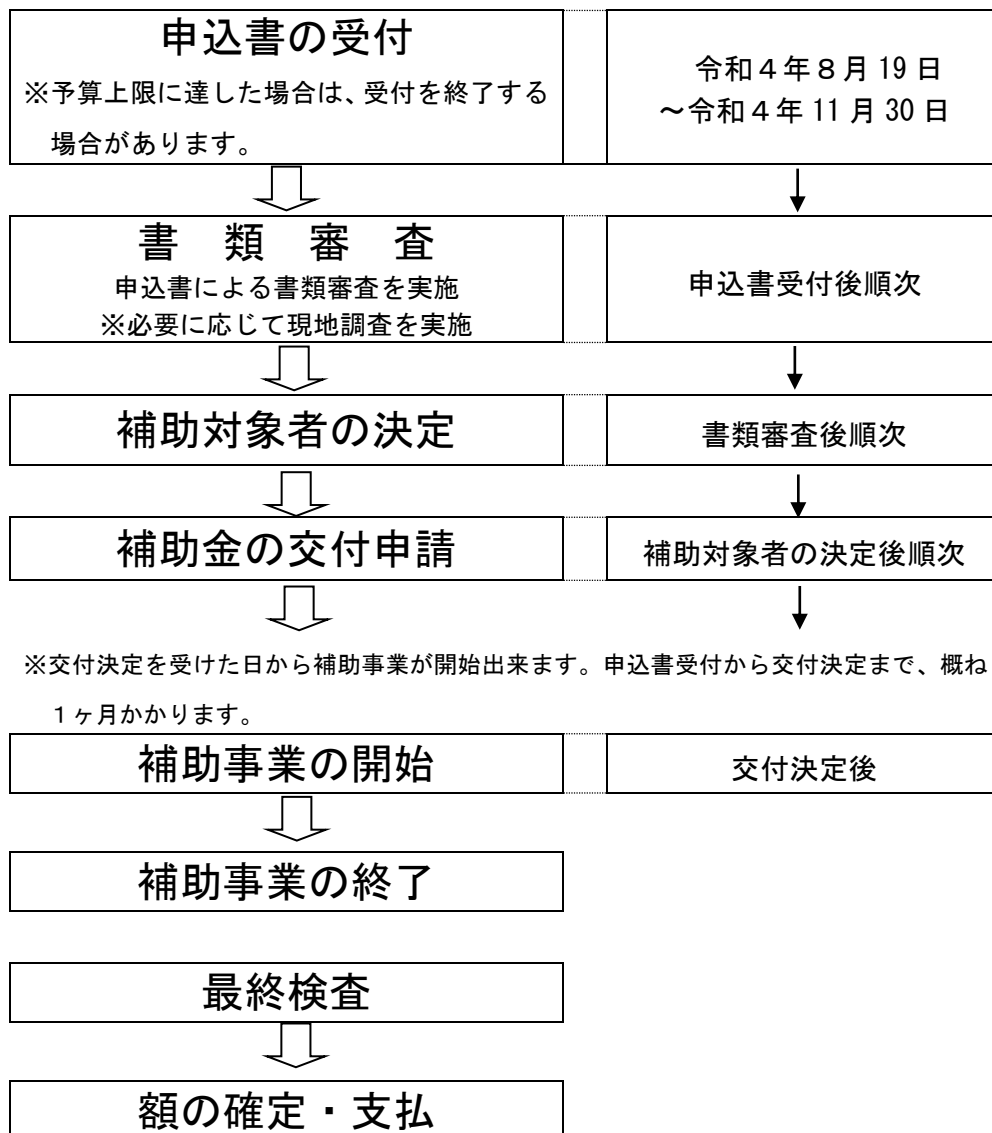 申込書の受付
※予算上限に達した場合は、受付を終了する
場合があります。
令和４年８月 19 日
～令和４年 11 月 30 日
書　類　審　査
申込書による書類審査を実施
※必要に応じて現地調査を実施
申込書受付後順次
補助対象者の決定
書類審査後順次
補助金の交付申請
補助対象者の決定後順次
※交付決定を受けた日から補助事業が開始出来ます。申込書受付から交付決定まで、概ね
１ヶ月かかります。
補助事業の開始
交付決定後
補助事業の終了
最終検査
額の確定・支払